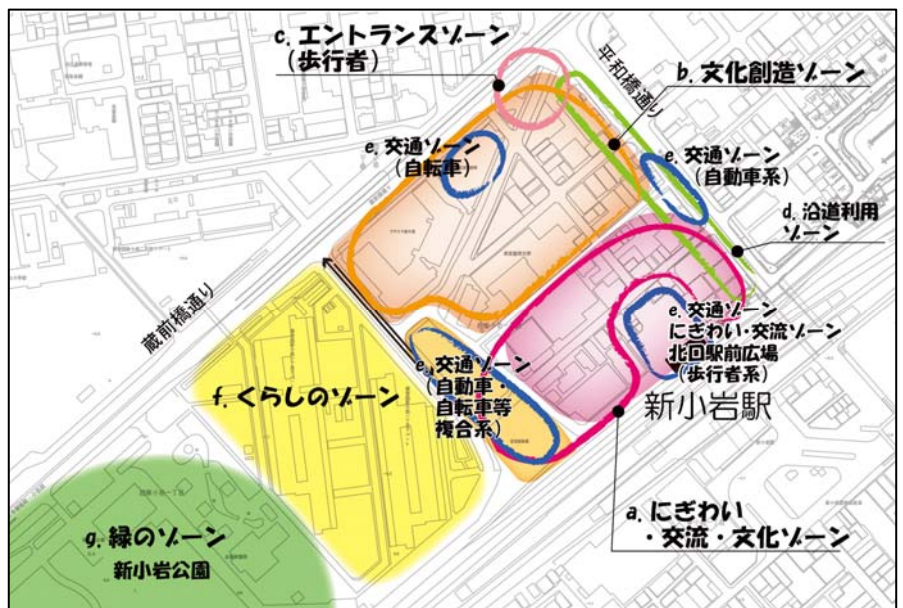 c. エントランスゾーン
(歩行者)
平和橋通り
b. 文化創造ゾーン
e. 交通ゾーン
(自転車)
e. 交通ゾーン
(自動車系)
d. 沿道利用
ゾーン
蔵前橋通り
e. 交通ゾーン
にぎわい・交流ゾーン
北口駅前広場
(歩行者系)
e. 交通ゾーン
(自動車・
自転車等
複合系)
f. くらしのゾーン
新小岩駅
a. にぎわい
・交流・文化ゾーン
g. 緑のゾーン
新小岩公園